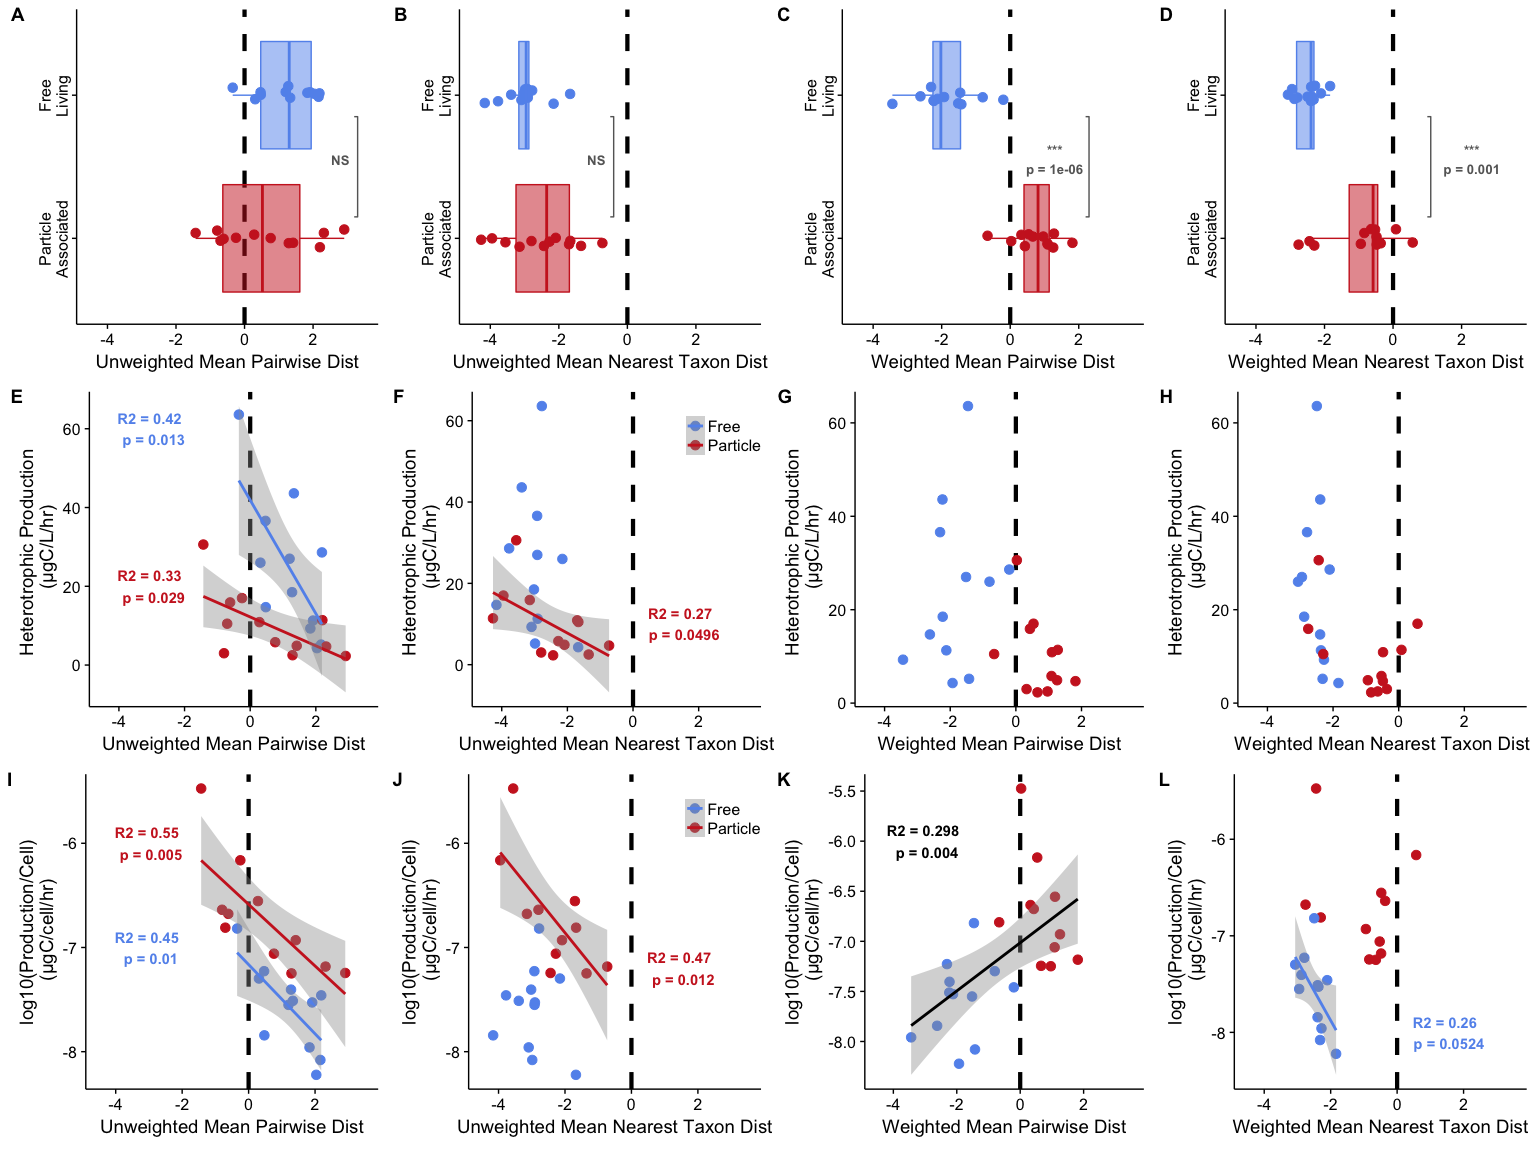 A
Free
Living
Particle
Associated
NS
-4 -2 0 2
Unweighted Mean Pairwise Dist
B
Free
Living
Particle
Associated
NS
-4 -2 0 2
Unweighted Mean Nearest Taxon Dist
C
Free
Living
Particle
Associated
***
p = 1e-06
-4 -2 0 2
Weighted Mean Pairwise Dist
D
Free
Living
Particle
Associated
***
p = 0.001
-4 -2 0 2
Weighted Mean Nearest Taxon Dist
E
Heterotrophic Production
(µgC/L/hr)
60
40
20
0
R2 = 0.42
p = 0.013
R2 = 0.33
p = 0.029
-4 -2 0 2
Unweighted Mean Pairwise Dist
F
Heterotrophic Production
(µgC/L/hr)
60
40
20
0
Free
Particle
R2 = 0.27
p = 0.0496
-4 -2 0 2
Unweighted Mean Nearest Taxon Dist
G
Heterotrophic Production
(µgC/L/hr)
60
40
20
0
-4 -2 0 2
Weighted Mean Pairwise Dist
H
Heterotrophic Production
(µgC/L/hr)
60
40
20
0
-4 -2 0 2
Weighted Mean Nearest Taxon Dist
I
log10(Production/Cell)
(µgC/cell/hr)
-6
-7
-8
R2 = 0.55
p = 0.005
R2 = 0.45
p = 0.01
-4 -2 0 2
Unweighted Mean Pairwise Dist
J
log10(Production/Cell)
(µgC/cell/hr)
-6
-7
-8
Free
Particle
R2 = 0.47
p = 0.012
-4 -2 0 2
Unweighted Mean Nearest Taxon Dist
K
log10(Production/Cell)
(µgC/cell/hr)
-5.5
-6.0
-6.5
-7.0
-7.5
-8.0
R2 = 0.298
p = 0.004
-4 -2 0 2
Weighted Mean Pairwise Dist
L
log10(Production/Cell)
(µgC/cell/hr)
-6
-7
-8
R2 = 0.26
p = 0.0524
-4 -2 0 2
Weighted Mean Nearest Taxon Dist